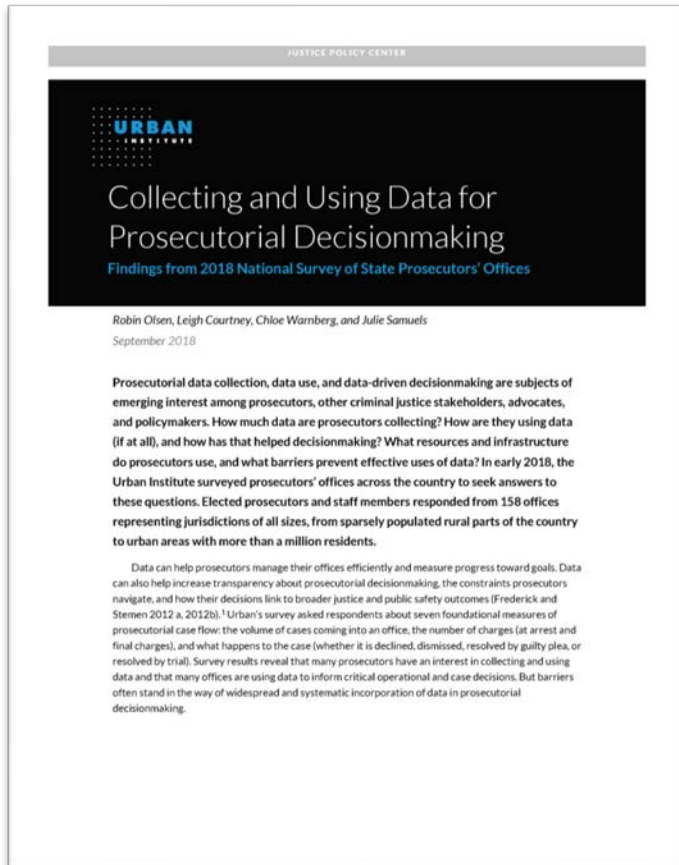 JUSTICE POLICY CENTER
URBAN
INSTITUTE
Collecting and Using Data for
Prosecutorial Decisionmaking
Findings from 2018 National Survey of State Prosecutors' Offices
Robin Olsen, Leigh Courtney, Chloe Warnberg, and Julie Samuels
September 2018
Prosecutorial data collection, data use, and data-driven decisionmaking are subjects of
emerging interest among prosecutors, other criminal justice stakeholders, advocates,
and policymakers. How much data are prosecutors collecting? How are they using data
(if at all), and how has that helped decisionmaking? What resources and infrastructure
do prosecutors use, and what barriers prevent effective uses of data? In early 2018, the
Urban Institute surveyed prosecutors' offices across the country to seek answers to
these questions. Elected prosecutors and staff members responded from 158 offices
representing jurisdictions of all sizes, from sparsely populated rural parts of the country
to urban areas with more than a million residents.
Data can help prosecutors manage their offices efficiently and measure progress toward goals. Data
can also help increase transparency about prosecutorial decisionmaking, the constraints prosecutors
navigate, and how their decisions link to broader justice and public safety outcomes (Frederick and
Stemen 2012 a, 2012b).¹ Urban's survey asked respondents about seven foundational measures of
prosecutorial case flow: the volume of cases coming into an office, the number of charges (at arrest and
final charges), and what happens to the case (whether it is declined, dismissed, resolved by guilty plea, or
resolved by trial). Survey results reveal that many prosecutors have an interest in collecting and using
data and that many offices are using data to inform critical operational and case decisions. But barriers
often stand in the way of widespread and systematic incorporation of data in prosecutorial
decisionmaking.